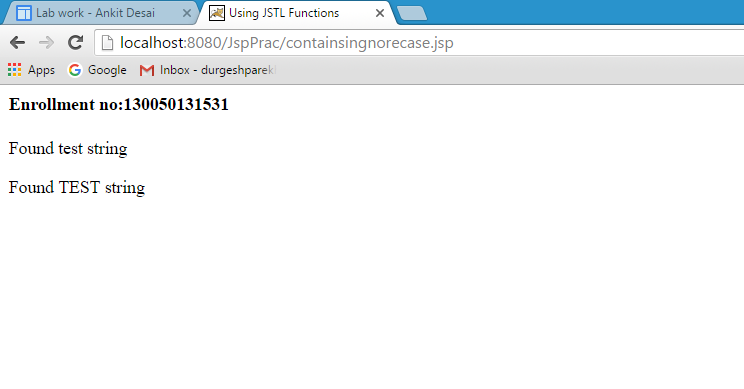 Lab work - Ankit Desai
Using JSTL Functions
localhost:8080/JspPrac/containsingnorecase.jsp
Apps
Google
Inbox - durgeshparek
Enrollment no:130050131531
Found test string
Found TEST string